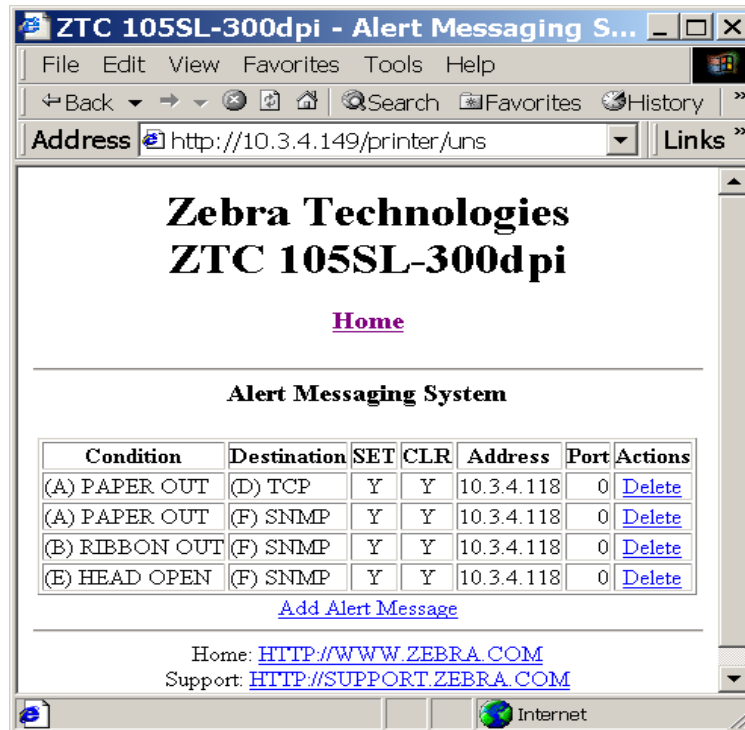 ZTC 105SL-300dpi - Alert Messaging S...
File Edit View Favorites Tools Help
Back Search Favorites History »
Address http://10.3.4.149/printer/uns Links »
Zebra Technologies
ZTC 105SL-300dpi
Home
Alert Messaging System
Condition Destination SET CLR Address Port Actions
(A) PAPER OUT (D) TCP Y Y 10.3.4.118 0 Delete
(A) PAPER OUT (F) SNMP Y Y 10.3.4.118 0 Delete
(B) RIBBON OUT (F) SNMP Y Y 10.3.4.118 0 Delete
(E) HEAD OPEN (F) SNMP Y Y 10.3.4.118 0 Delete
Add Alert Message
Home: HTTP://WWW.ZEBRA.COM
Support: HTTP://SUPPORT.ZEBRA.COM
Internet